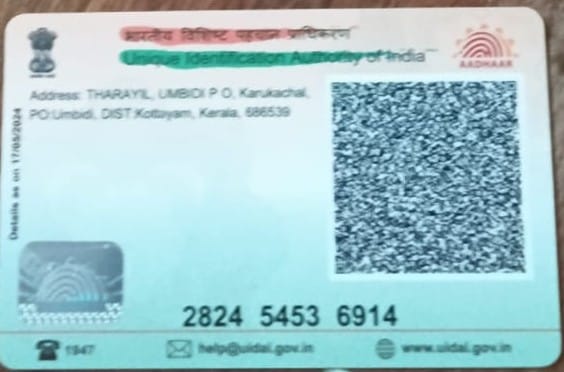 भारतीय विशिष्ट पहचान प्राधिकरण
Unique Identification Authority of India
AADHAAR
Address: THARAYIL, UMBIDI P O, Karukachal,
PO:Umbidi, DIST:Kottayam, Kerala, 686539
Details as on 17/05/2024
2824 5453 6914
1947
help@uidai.gov.in
www.uidai.gov.in